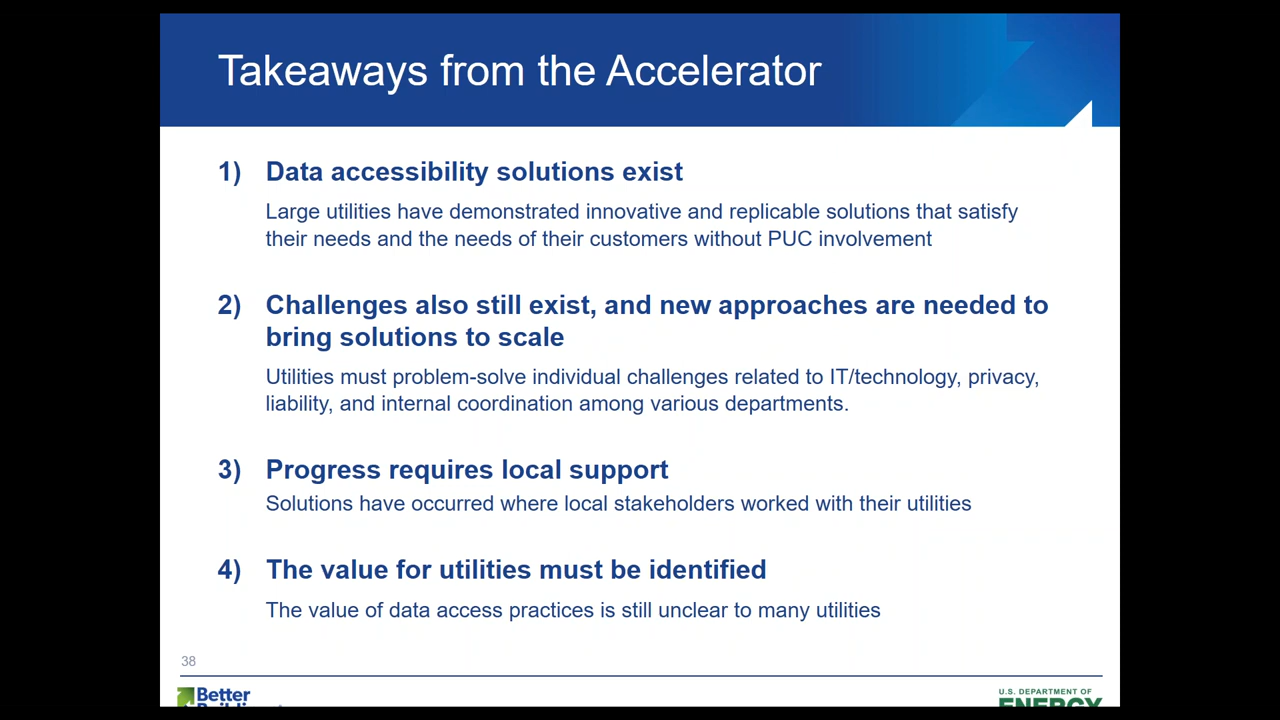 Takeaways from the Accelerator
1) Data accessibility solutions exist
Large utilities have demonstrated innovative and replicable solutions that satisfy
their needs and the needs of their customers without PUC involvement
2) Challenges also still exist, and new approaches are needed to
bring solutions to scale
Utilities must problem-solve individual challenges related to IT/technology, privacy,
liability, and internal coordination among various departments.
3) Progress requires local support
Solutions have occurred where local stakeholders worked with their utilities
4) The value for utilities must be identified
The value of data access practices is still unclear to many utilities
38
Better
U.S. DEPARTMENT OF
ENERGY